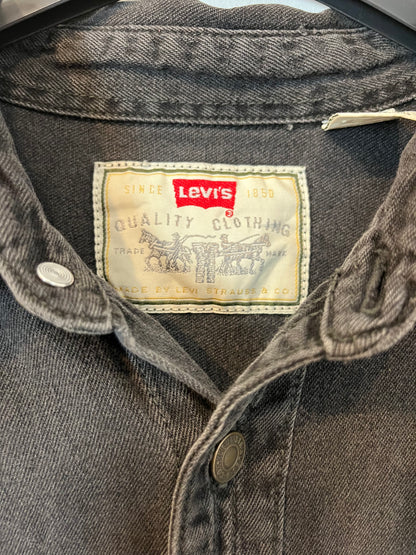 SINCE Levi's 1850
®
QUALITY CLOTHING
TRADE MARK
MADE BY LEVI STRAUSS & CO